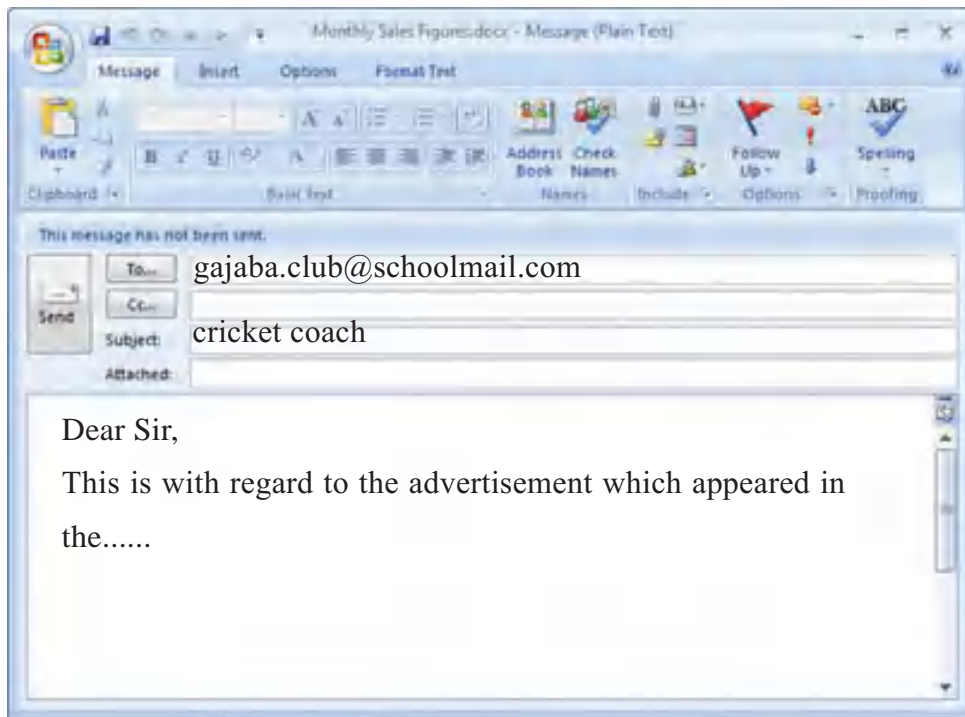 Monthly Sales Figures.docx - Message (Plain Text)
Message Insert Options Format Text
ABC
Paste
B U A
Address Book
Check Names
Follow Up
Spelling
Clipboard
Basic Text
Names
Include
Options
Proofing
This message has not been sent.
Send
To... gajaba.club@schoolmail.com
Cc...
Subject: cricket coach
Attached:
Dear Sir,
This is with regard to the advertisement which appeared in
the......